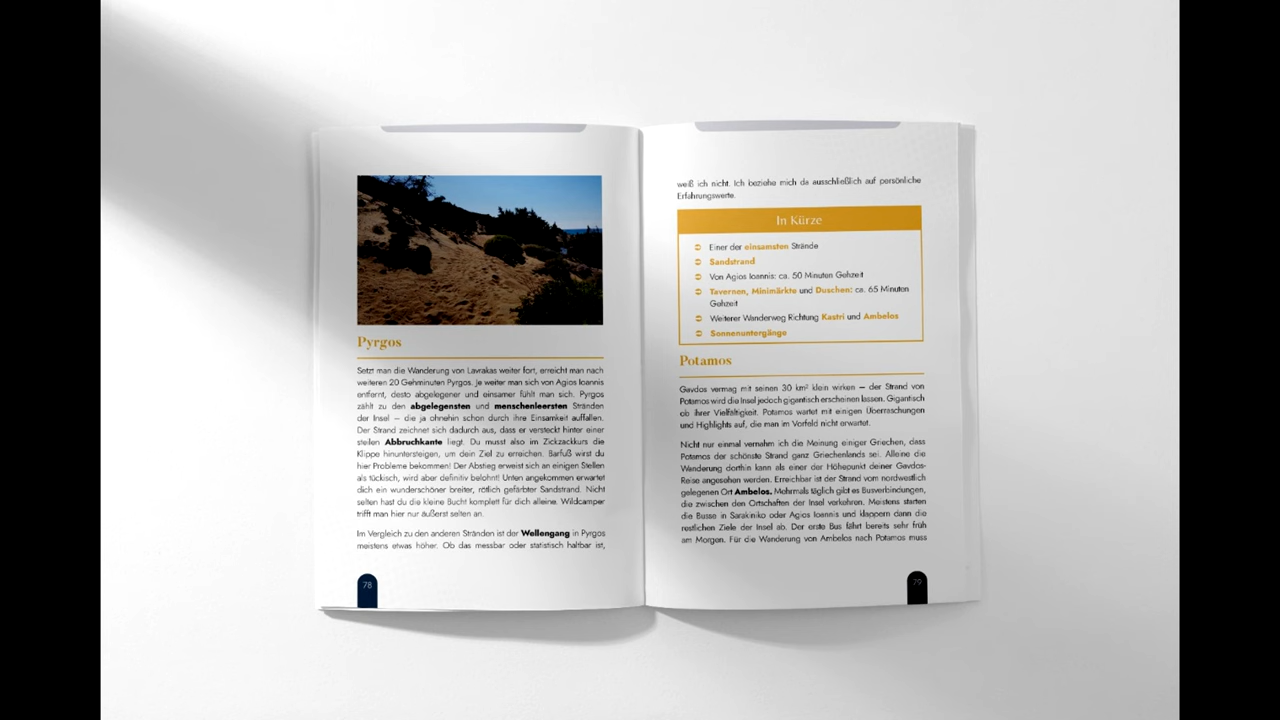 Pyrgos
Setzt man die Wanderung von Lavrakas weiter fort, erreicht man nach
weiteren 20 Gehminuten Pyrgos. Je weiter man sich von Agios Ioannis
entfernt, desto abgelegener und einsamer fühlt man sich. Pyrgos
zählt zu den abgelegensten und menschenleersten Stränden
der Insel – die ja ohnehin schon durch ihre Einsamkeit auffallen.
Der Strand zeichnet sich dadurch aus, dass er versteckt hinter einer
steilen Abbruchkante liegt. Du musst also im Zickzackkurs die
Klippe hinuntersteigen, um dein Ziel zu erreichen. Barfuß wirst du
hier Probleme bekommen! Der Abstieg erweist sich an einigen Stellen
als tückisch, wird aber definitiv belohnt! Unten angekommen erwartet
dich ein wunderschöner breiter, rötlich gefärbter Sandstrand. Nicht
selten hast du die kleine Bucht komplett für dich alleine. Wildcamper
trifft man hier nur äußerst selten an.
Im Vergleich zu den anderen Stränden ist der Wellengang in Pyrgos
meistens etwas höher. Ob das messbar oder statistisch haltbar ist,
78
weiß ich nicht. Ich beziehe mich da ausschließlich auf persönliche
Erfahrungswerte.
In Kürze
Einer der einsamsten Strände
Sandstrand
Von Agios Ioannis: ca. 50 Minuten Gehzeit
Tavernen, Minimärkte und Duschen: ca. 65 Minuten
Gehzeit
Weiterer Wanderweg Richtung Kastri und Ambelos
Sonnenuntergänge
Potamos
Gavdos vermag mit seinen 30 km² klein wirken – der Strand von
Potamos wird die Insel jedoch gigantisch erscheinen lassen. Gigantisch
ob ihrer Vielfältigkeit. Potamos wartet mit einigen Überraschungen
und Highlights auf, die man im Vorfeld nicht erwartet.
Nicht nur einmal vernahm ich die Meinung einiger Griechen, dass
Potamos der schönste Strand ganz Griechenlands sei. Alleine die
Wanderung dorthin kann als einer der Höhepunkt deiner Gavdos-
Reise angesehen werden. Erreichbar ist der Strand vom nordwestlich
gelegenen Ort Ambelos. Mehrmals täglich gibt es Busverbindungen,
die zwischen den Ortschaften der Insel verkehren. Meistens starten
die Busse in Sarakiniko oder Agios Ioannis und klappern dann die
restlichen Ziele der Insel ab. Der erste Bus fährt bereits sehr früh
am Morgen. Für die Wanderung von Ambelos nach Potamos muss
79